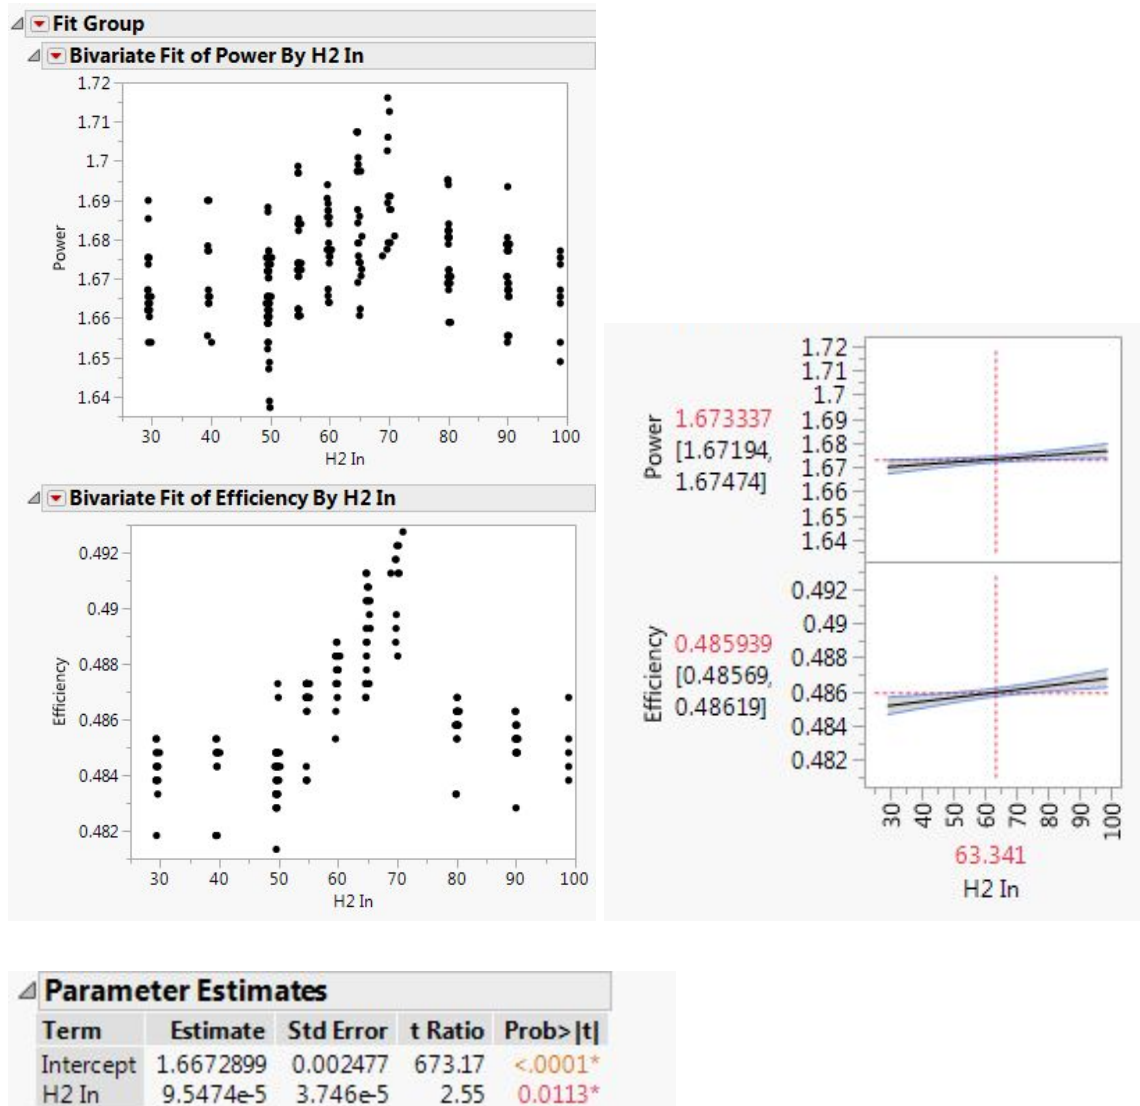 Fit Group
Bivariate Fit of Power By H2 In
1.72
1.71
1.7
1.69
1.68
1.67
1.66
1.65
1.64
Power
30 40 50 60 70 80 90 100
H2 In
Bivariate Fit of Efficiency By H2 In
0.492
0.49
0.488
0.486
0.484
0.482
Efficiency
30 40 50 60 70 80 90 100
H2 In
Power
1.673337
[1.67194,
1.67474]
1.72
1.71
1.7
1.69
1.68
1.67
1.66
1.65
1.64
Efficiency
0.485939
[0.48569,
0.48619]
0.492
0.49
0.488
0.486
0.484
0.482
30 40 50 60 70 80 90 100
63.341
H2 In
Parameter Estimates
Term Estimate Std Error t Ratio Prob>|t|
Intercept 1.6672899 0.002477 673.17 <.0001*
H2 In 9.5474e-5 3.746e-5 2.55 0.0113*